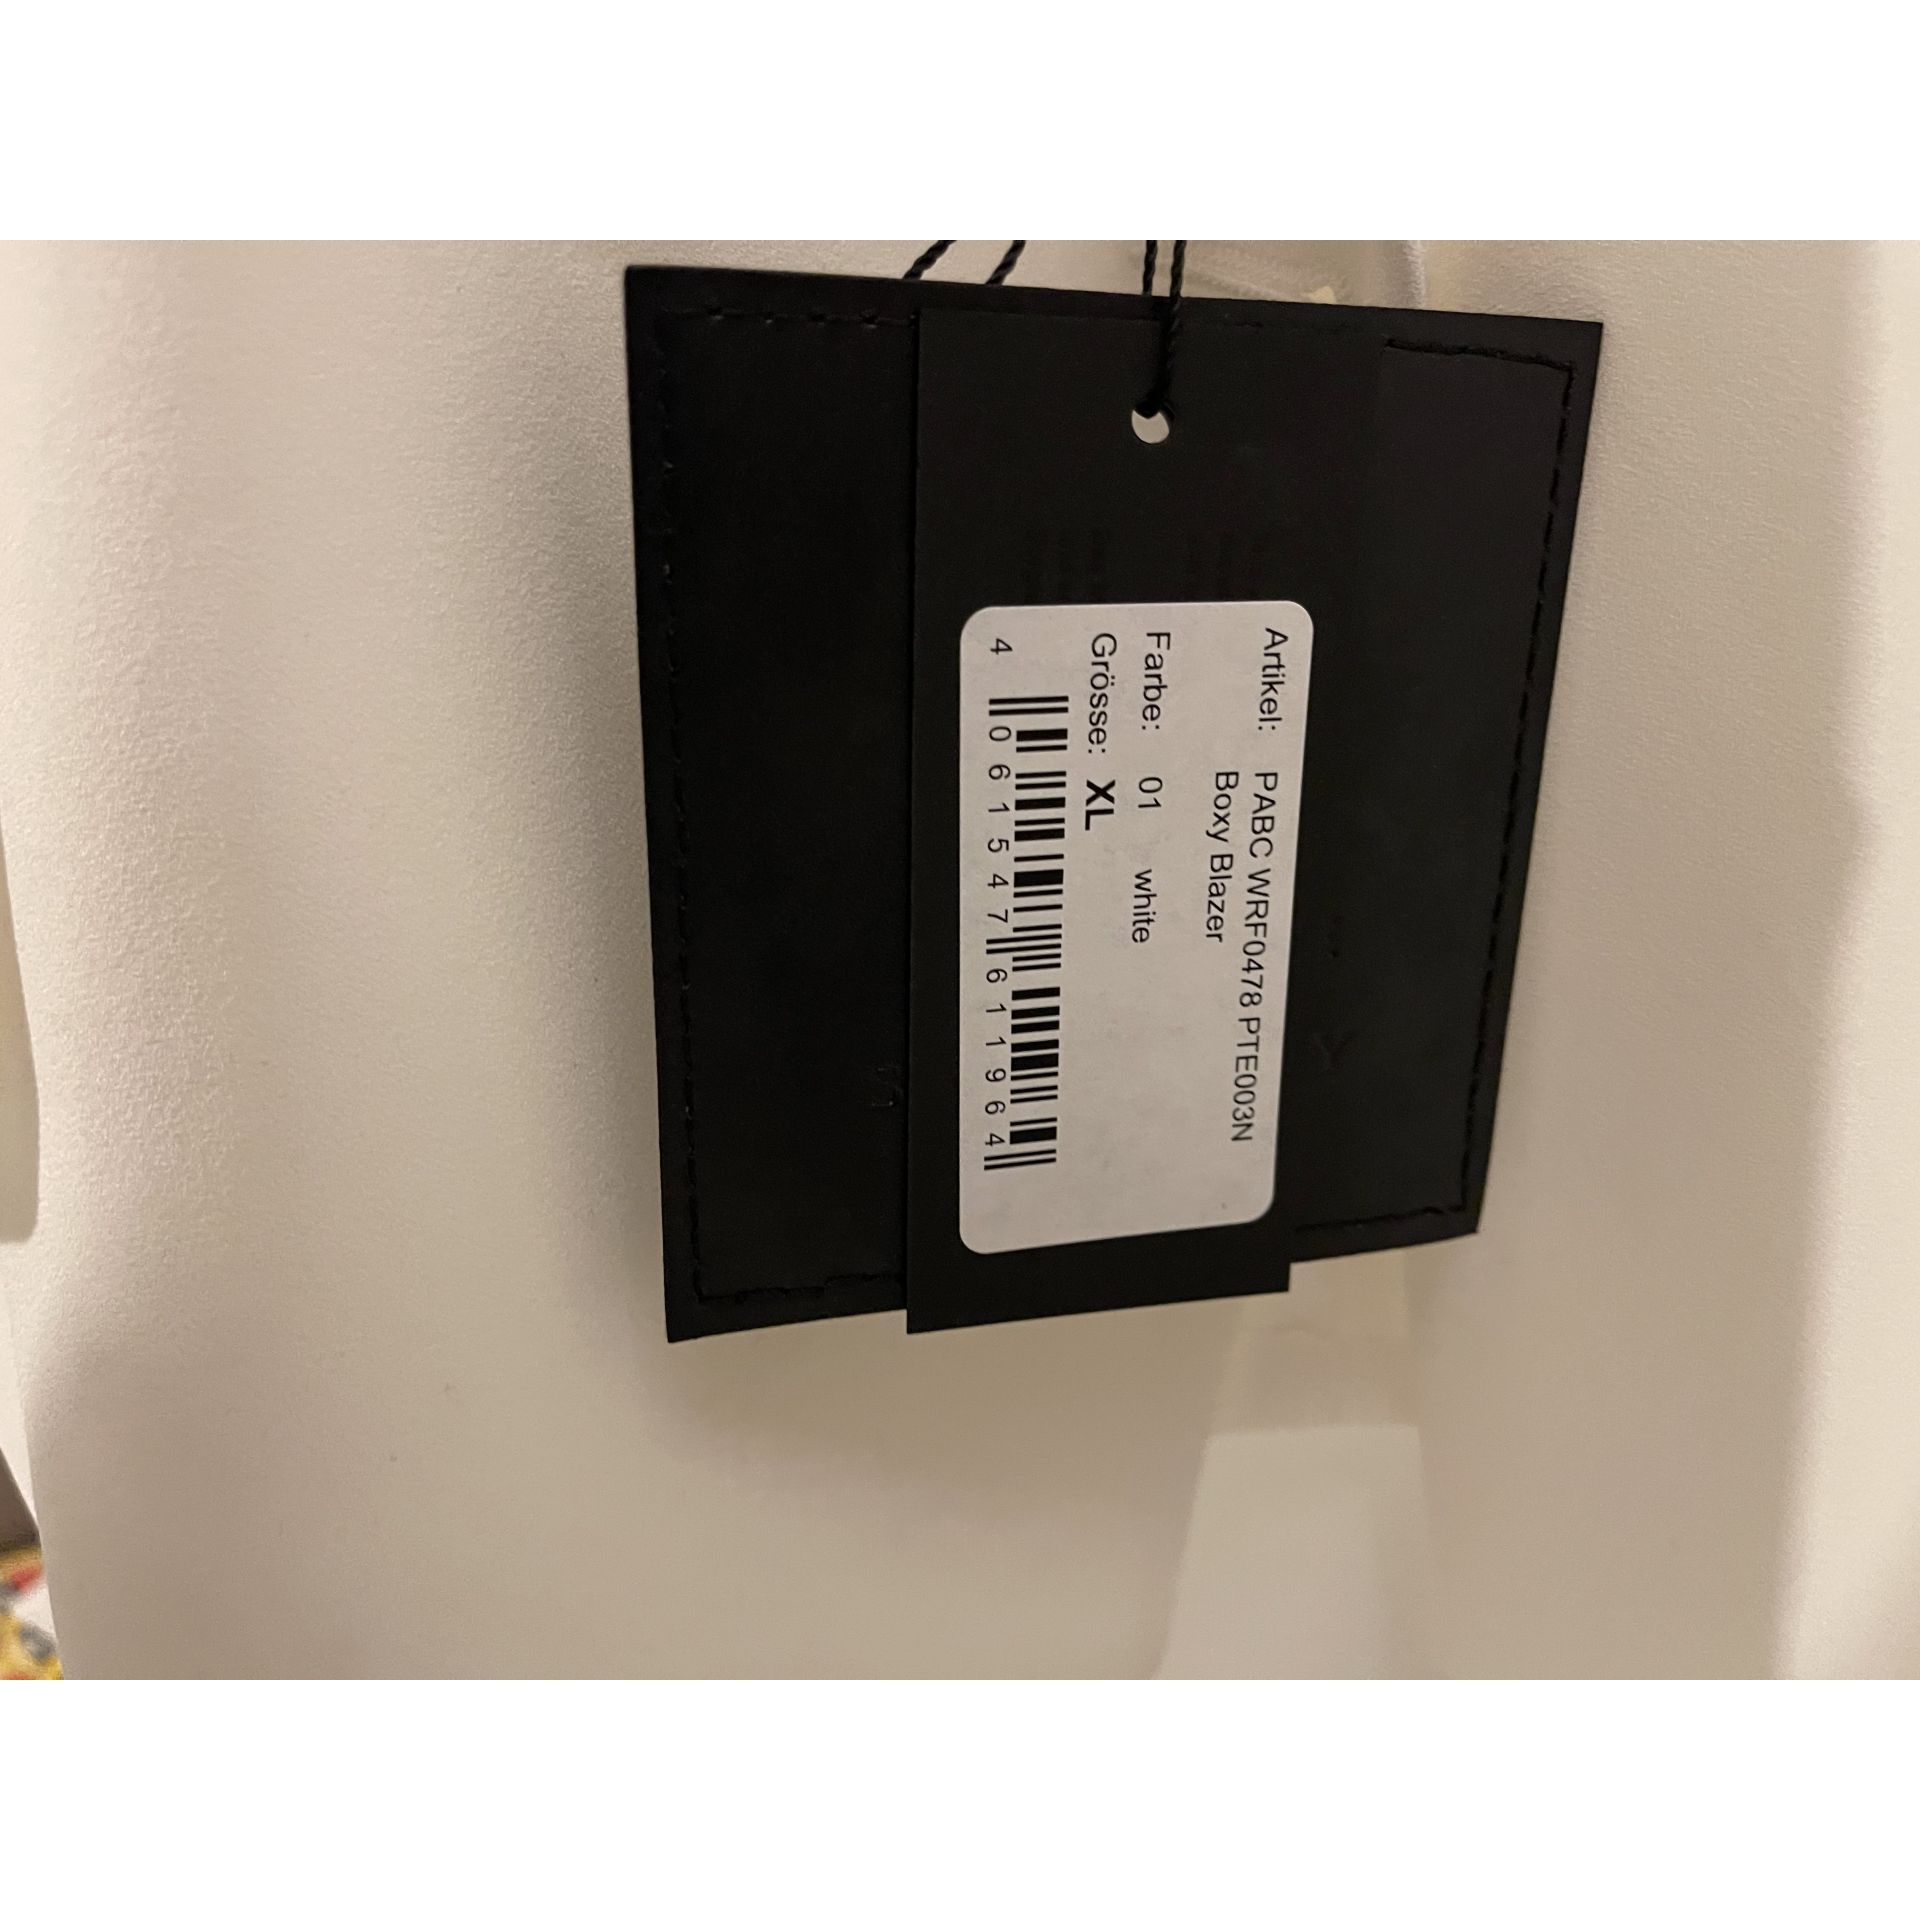 Artikel: PABC WRF0478 PTE003N
Boxy Blazer
Farbe: 01 white
Grösse: XL
4 061547 611964